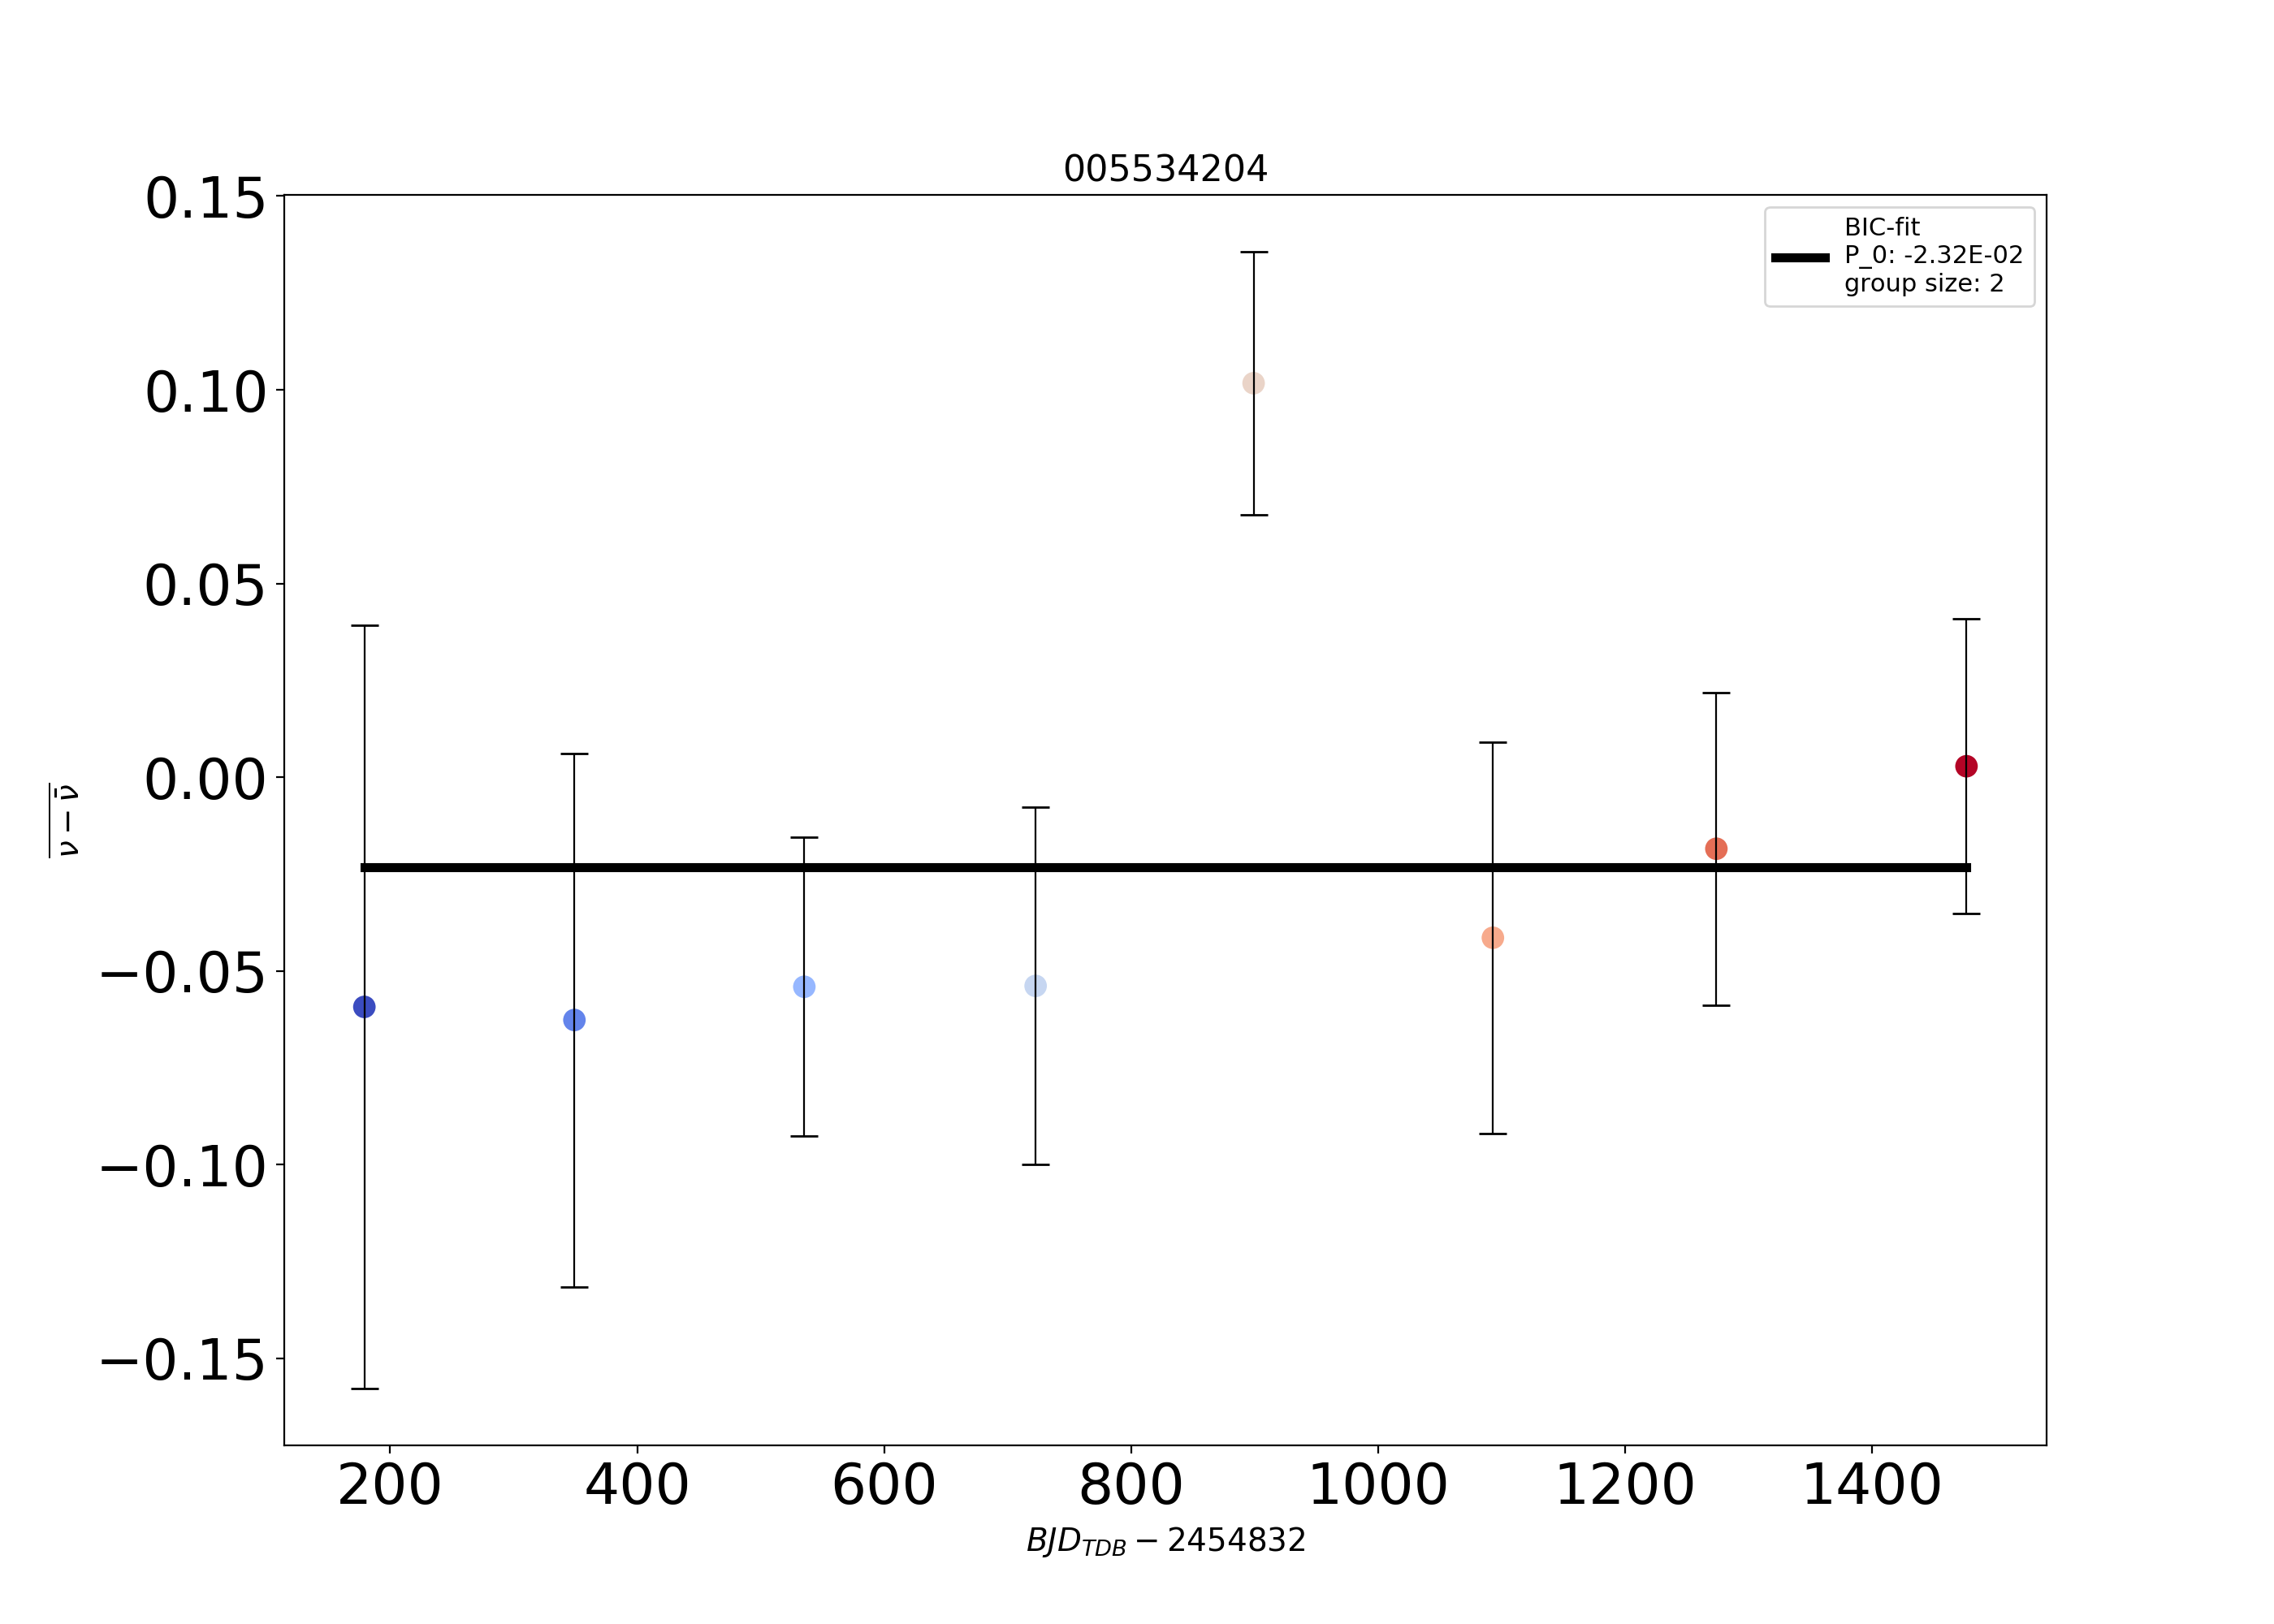 005534204
0.15
0.10
0.05
0.00
−0.05
−0.10
−0.15
BIC-fit
P_0: -2.32E-02
group size: 2
ν − ν̄
200 400 600 800 1000 1200 1400
BJD_TDB − 2454832